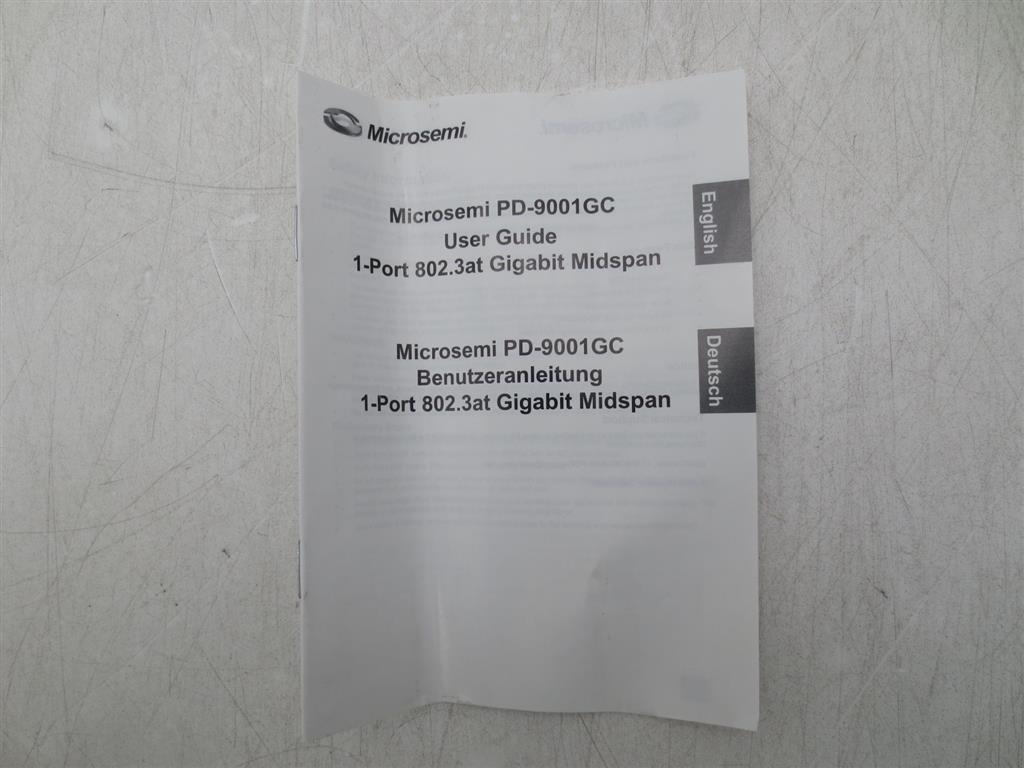 Microsemi.
Microsemi PD-9001GC
User Guide
1-Port 802.3at Gigabit Midspan
English
Microsemi PD-9001GC
Benutzeranleitung
1-Port 802.3at Gigabit Midspan
Deutsch